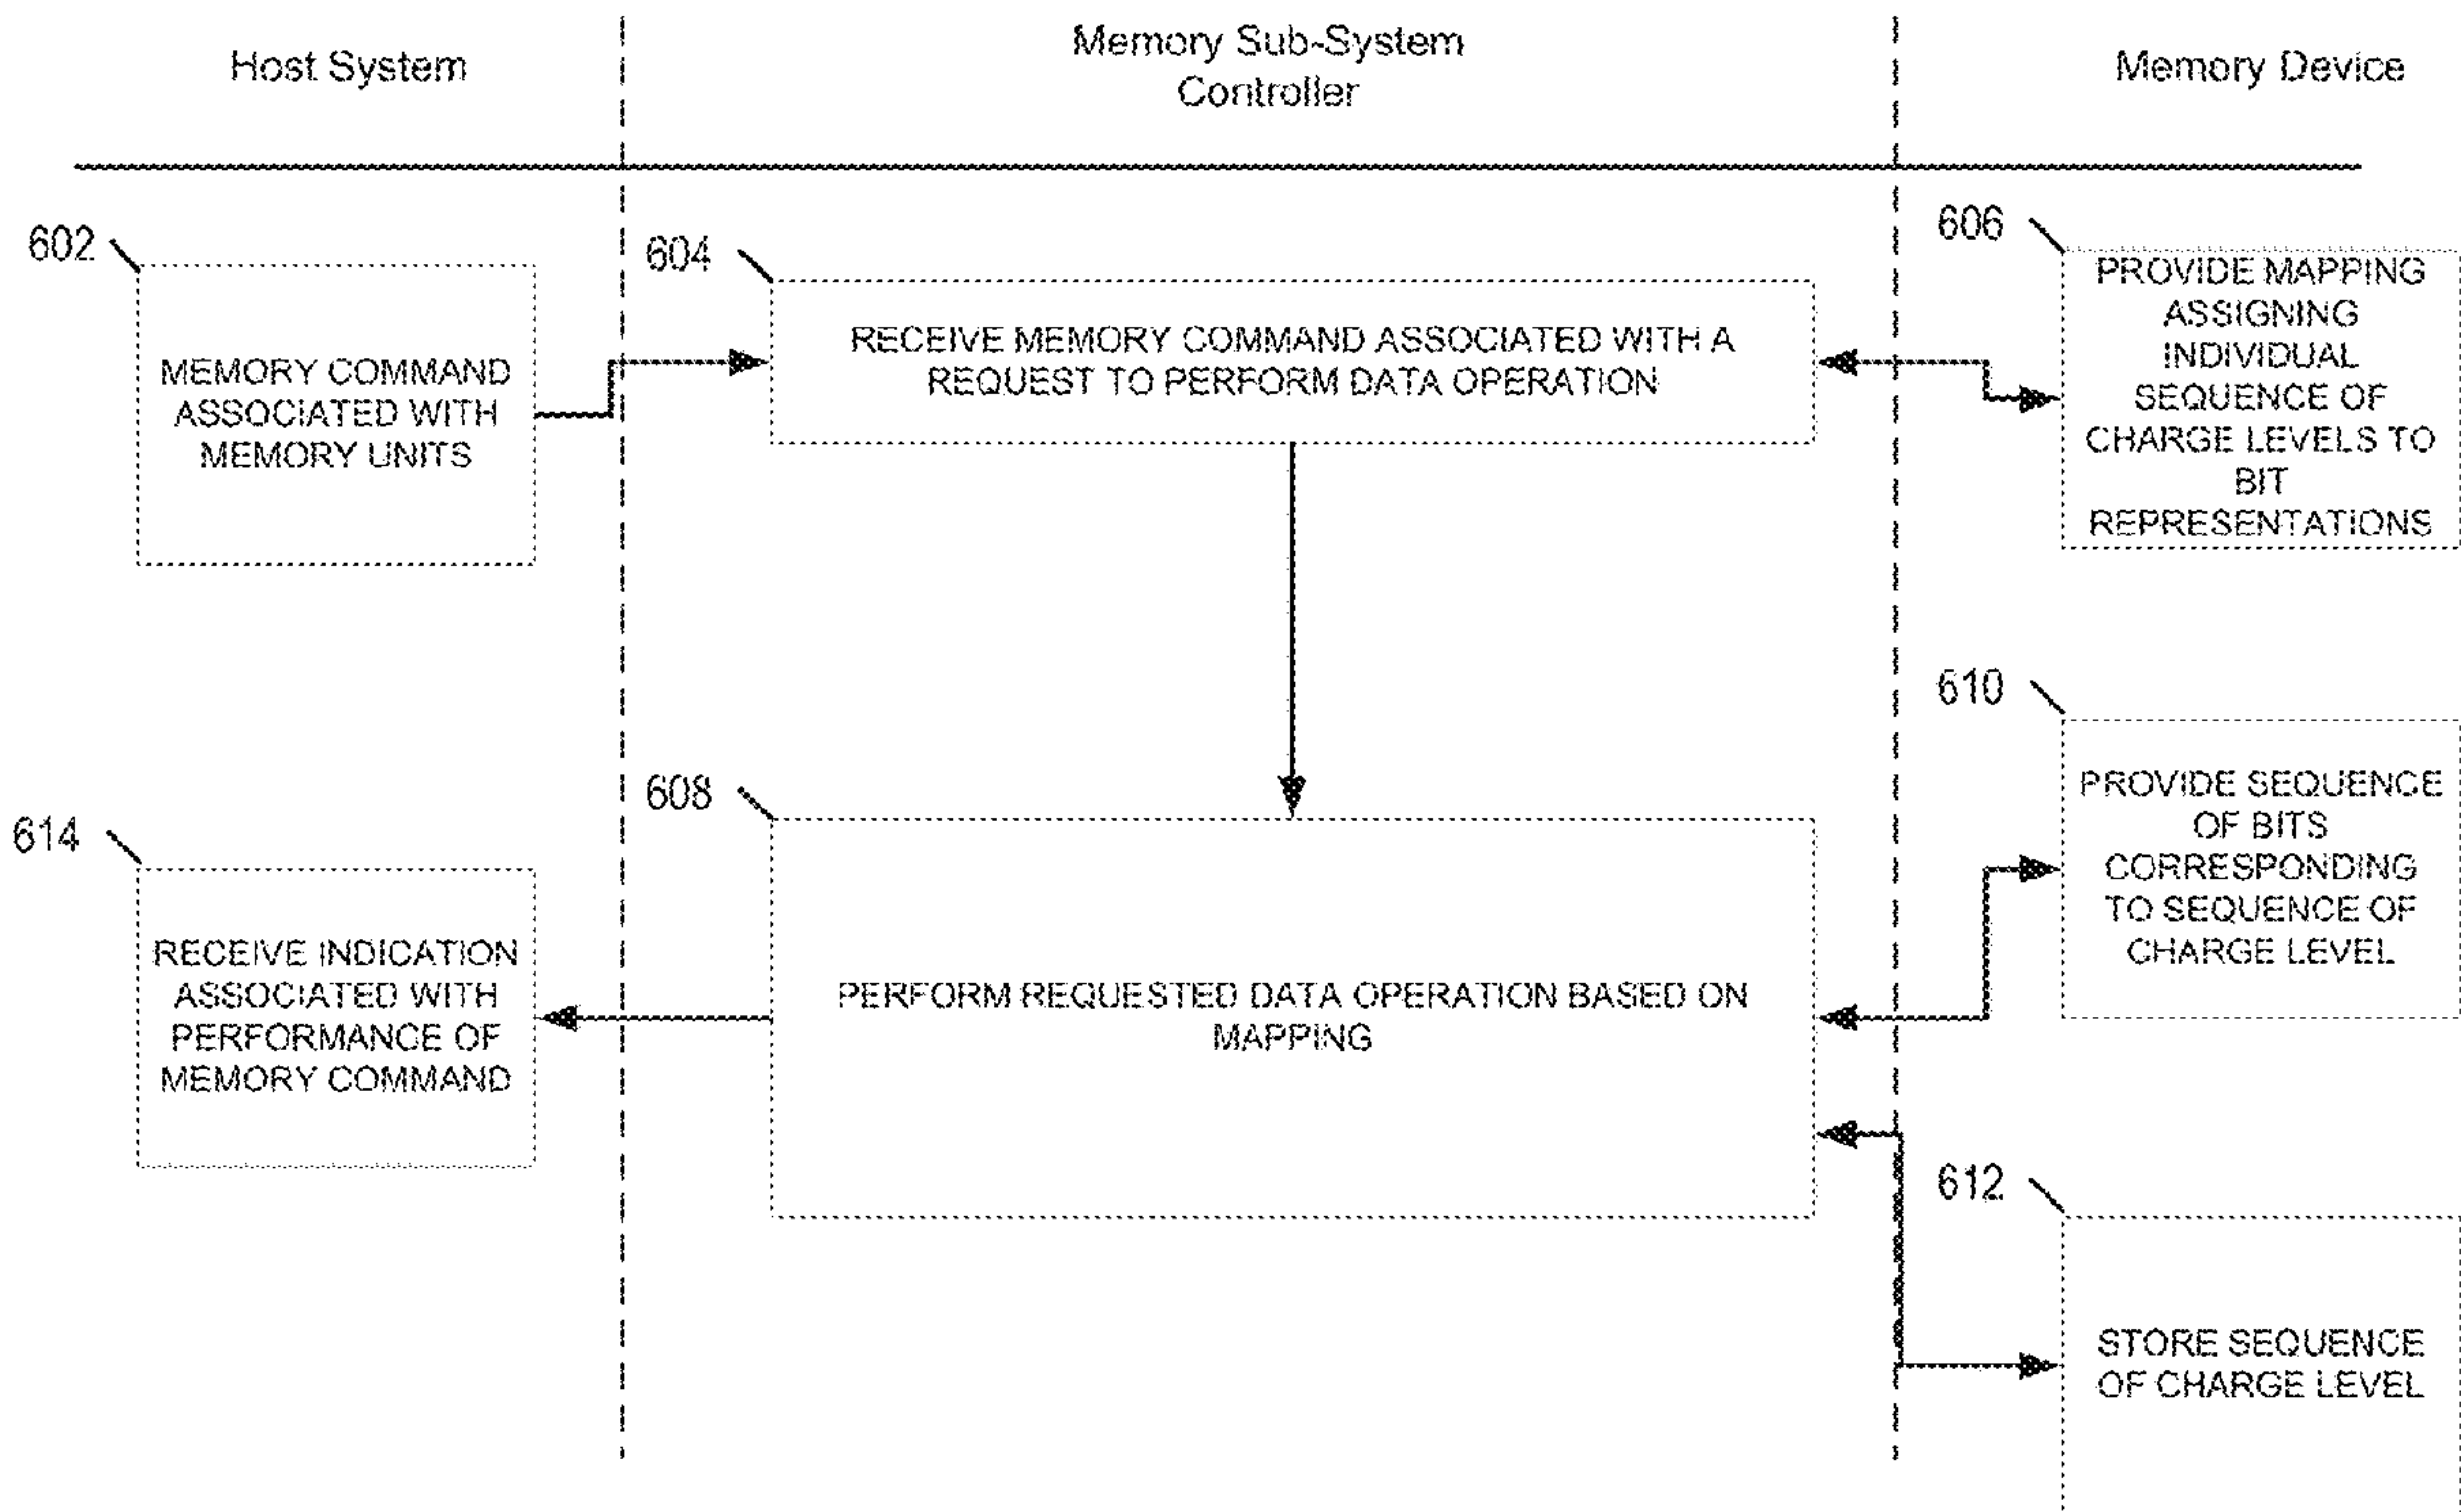 Host System
Memory Sub-System
Controller
Memory Device
602
MEMORY COMMAND
ASSOCIATED WITH
MEMORY UNITS
604
RECEIVE MEMORY COMMAND ASSOCIATED WITH A
REQUEST TO PERFORM DATA OPERATION
606
PROVIDE MAPPING
ASSIGNING
INDIVIDUAL
SEQUENCE OF
CHARGE LEVELS TO
BIT
REPRESENTATIONS
608
PERFORM REQUESTED DATA OPERATION BASED ON
MAPPING
610
PROVIDE SEQUENCE
OF BITS
CORRESPONDING
TO SEQUENCE OF
CHARGE LEVEL
614
RECEIVE INDICATION
ASSOCIATED WITH
PERFORMANCE OF
MEMORY COMMAND
612
STORE SEQUENCE
OF CHARGE LEVEL